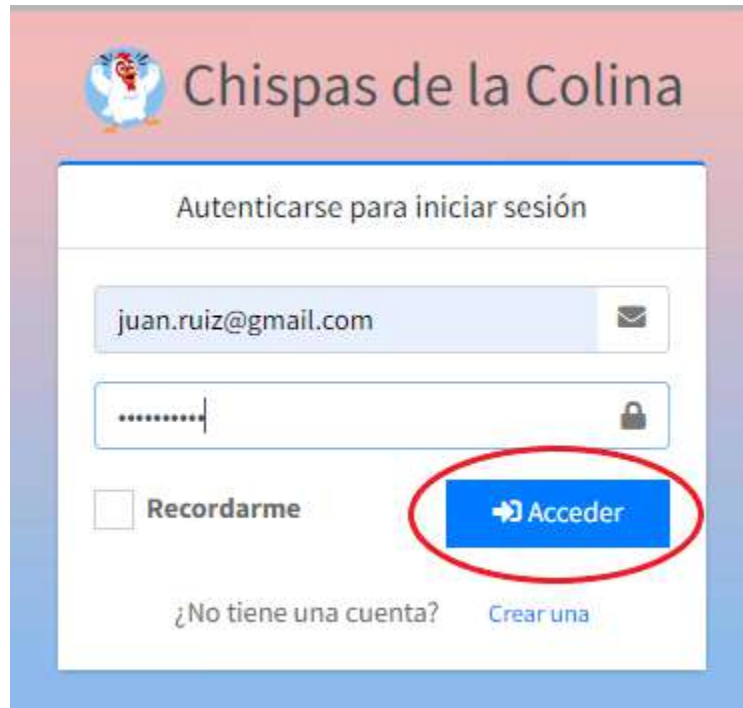 Chispas de la Colina
Autenticarse para iniciar sesión
juan.ruiz@gmail.com
••••••••••
Recordarme
Acceder
¿No tiene una cuenta? Crear una